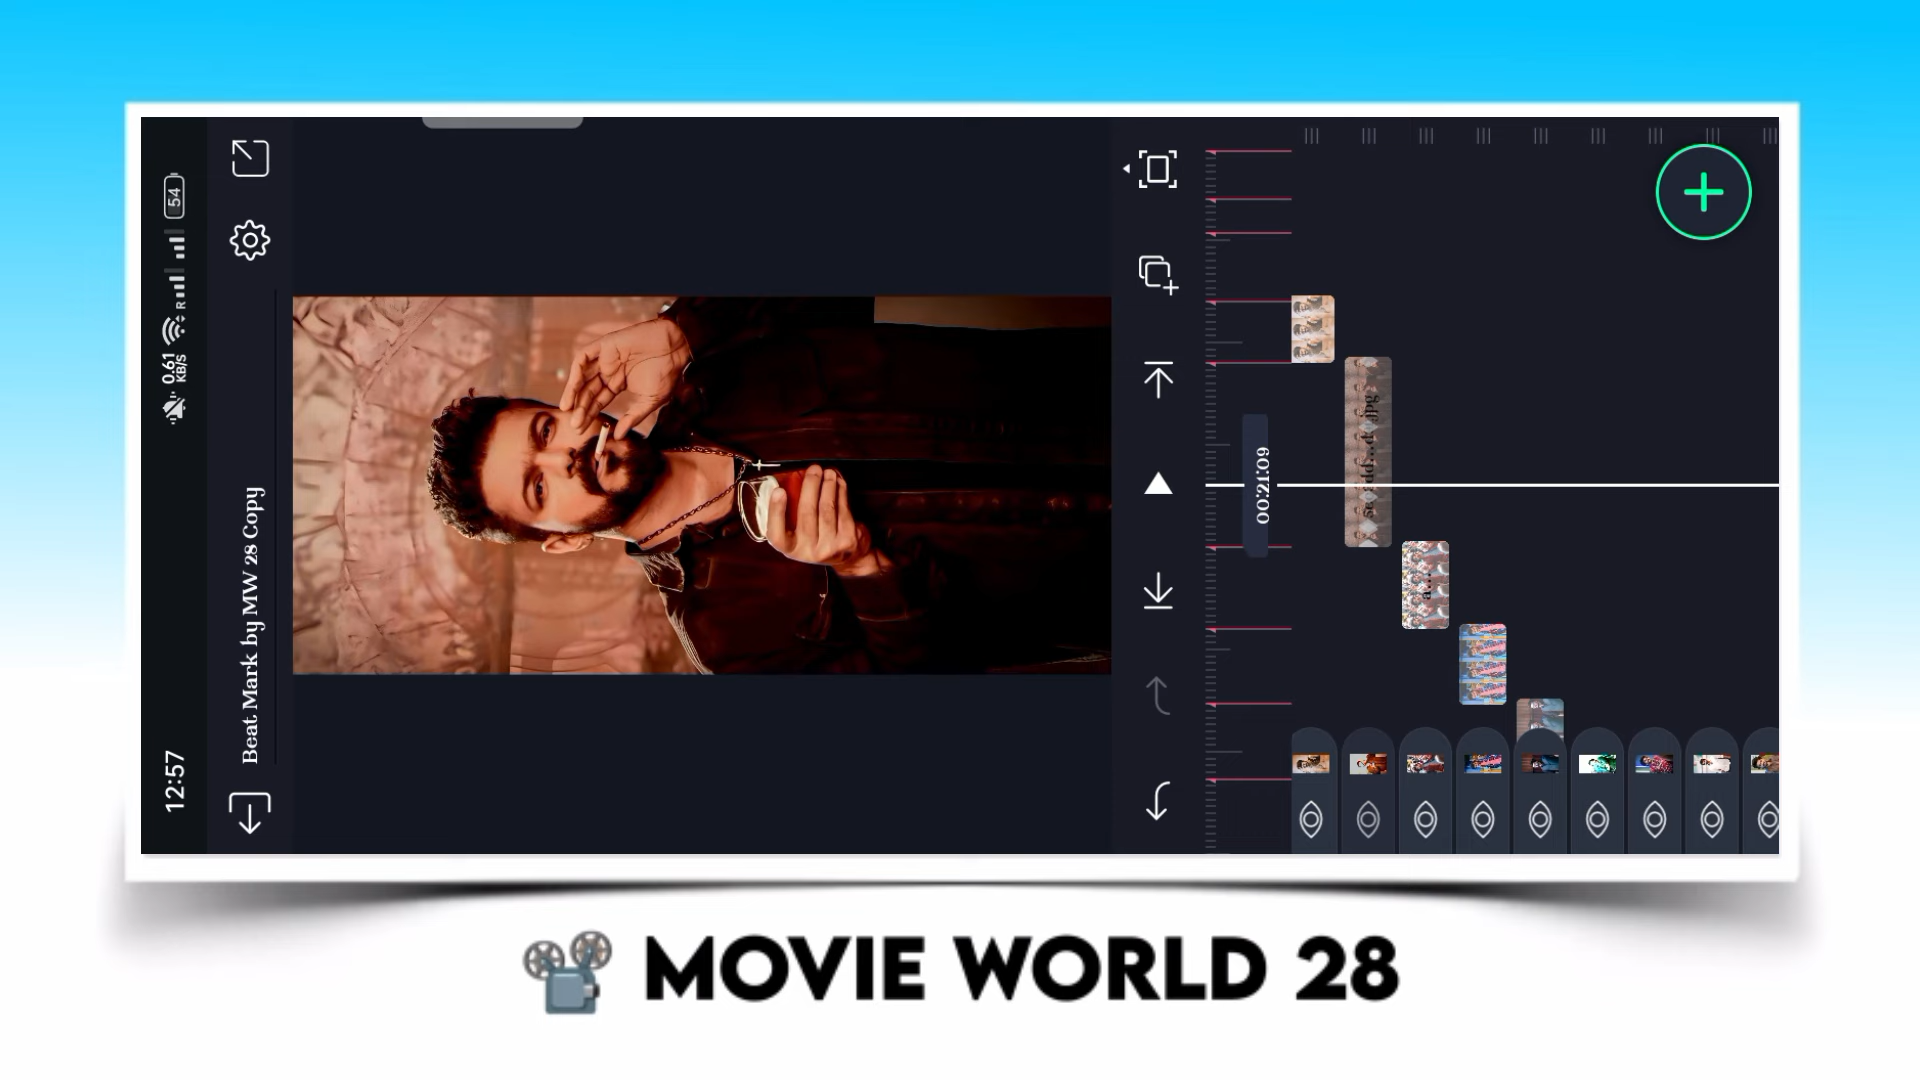 12:57
0.61
KB/S
R
54
Beat Mark by MW 28 Copy
00:21:09
MOVIE WORLD 28